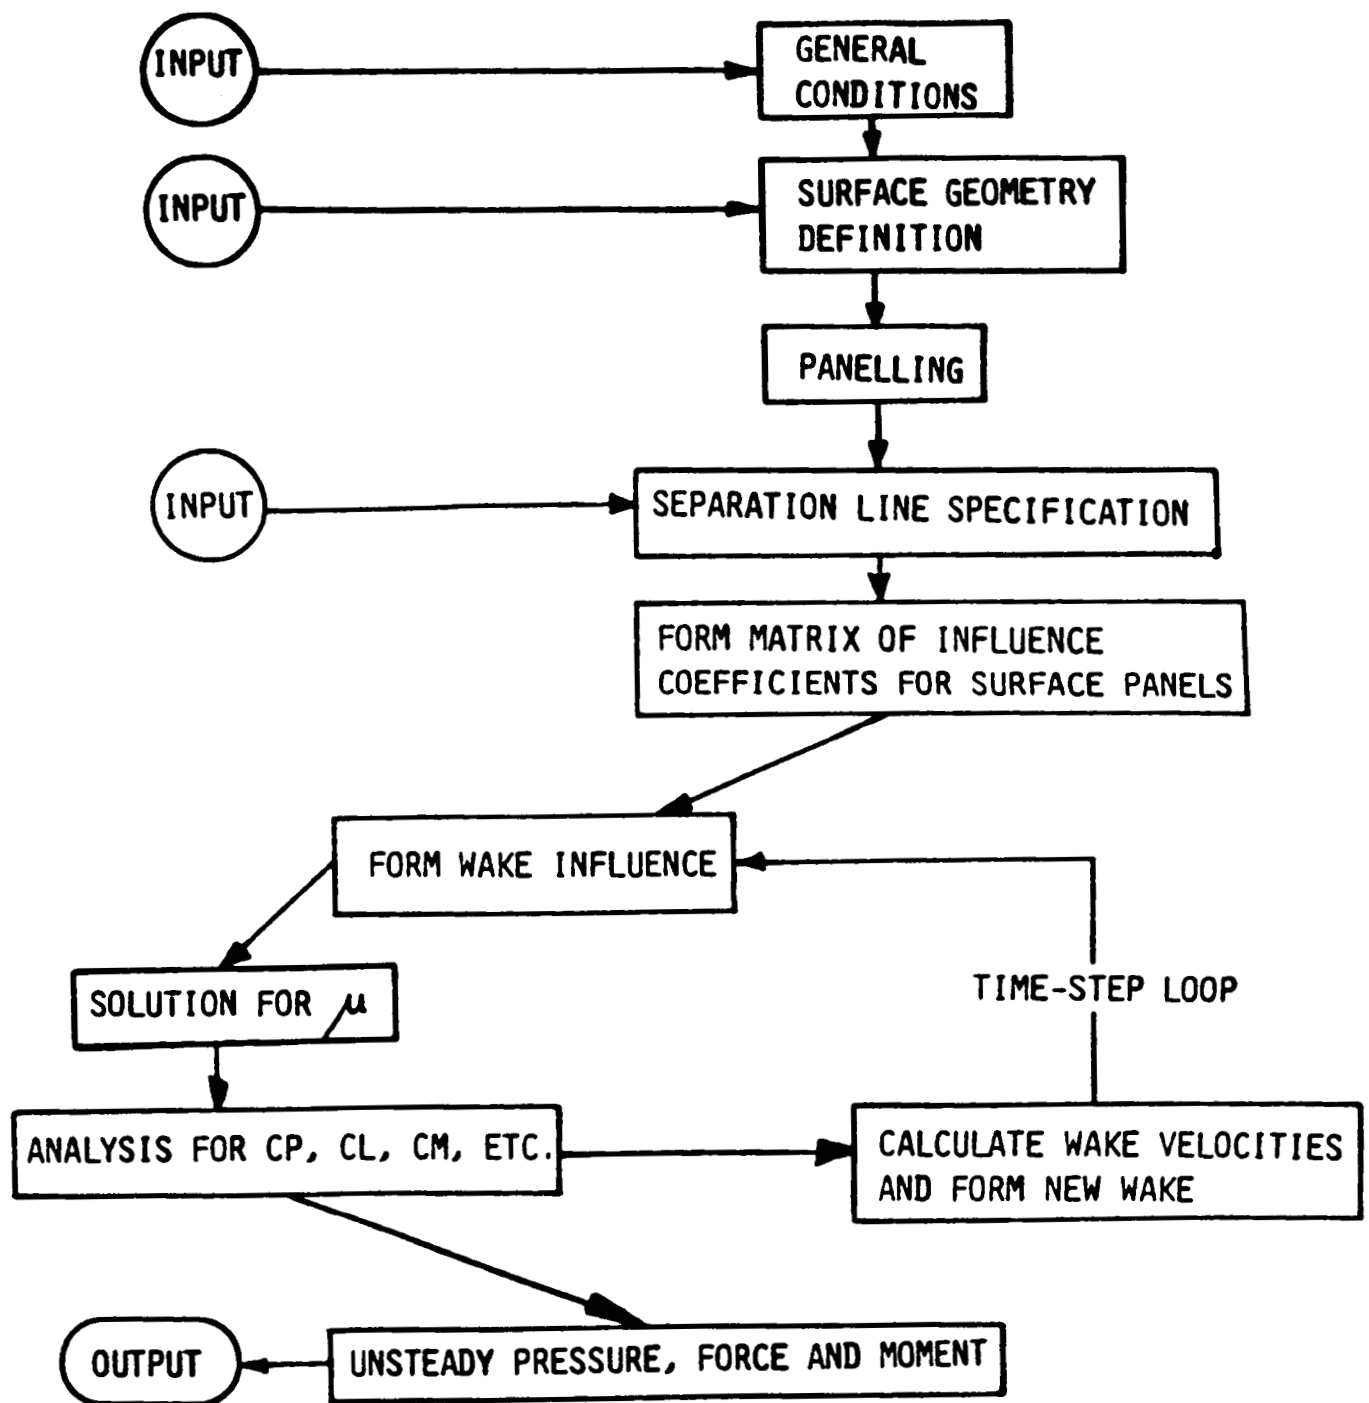 INPUT
GENERAL
CONDITIONS
INPUT
SURFACE GEOMETRY
DEFINITION
PANELLING
INPUT
SEPARATION LINE SPECIFICATION
FORM MATRIX OF INFLUENCE
COEFFICIENTS FOR SURFACE PANELS
FORM WAKE INFLUENCE
SOLUTION FOR μ
TIME-STEP LOOP
ANALYSIS FOR CP, CL, CM, ETC.
CALCULATE WAKE VELOCITIES
AND FORM NEW WAKE
OUTPUT
UNSTEADY PRESSURE, FORCE AND MOMENT